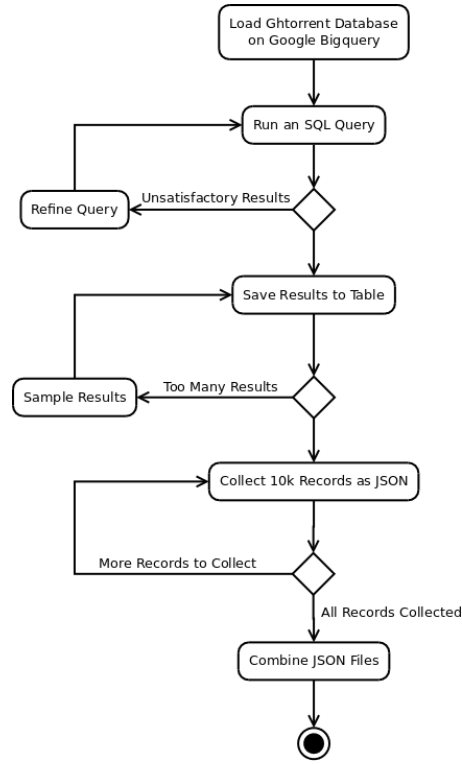 Load Ghtorrent Database
on Google Bigquery
Run an SQL Query
Unsatisfactory Results
Refine Query
Save Results to Table
Too Many Results
Sample Results
Collect 10k Records as JSON
More Records to Collect
All Records Collected
Combine JSON Files